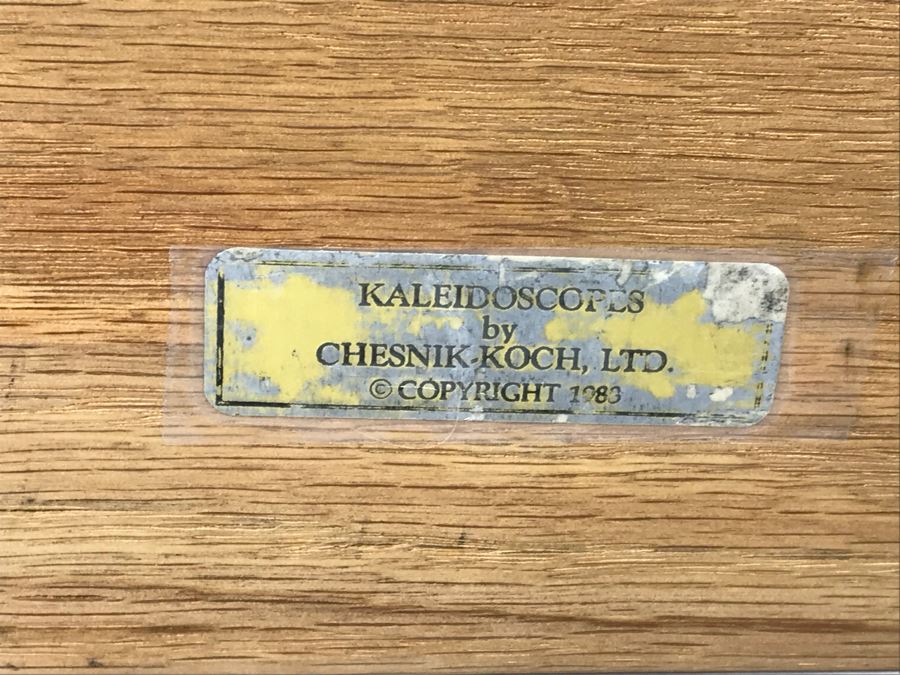 KALEIDOSCOPES
by
CHESNIK-KOCH, LTD.
© COPYRIGHT 1983